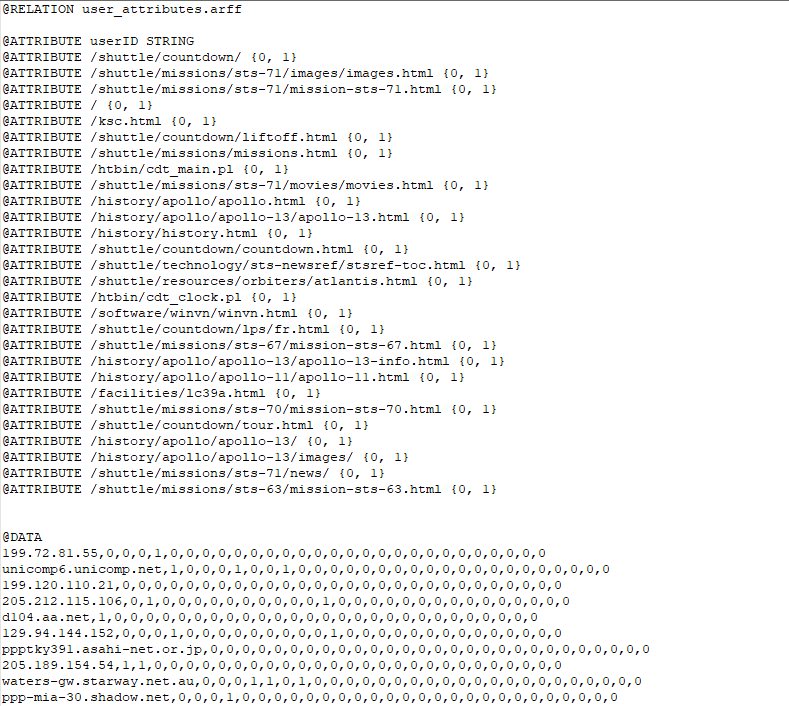 @RELATION user_attributes.arff
@ATTRIBUTE userID STRING
@ATTRIBUTE /shuttle/countdown/ {0, 1}
@ATTRIBUTE /shuttle/missions/sts-71/images/images.html {0, 1}
@ATTRIBUTE /shuttle/missions/sts-71/mission-sts-71.html {0, 1}
@ATTRIBUTE / {0, 1}
@ATTRIBUTE /ksc.html {0, 1}
@ATTRIBUTE /shuttle/countdown/liftoff.html {0, 1}
@ATTRIBUTE /shuttle/missions/missions.html {0, 1}
@ATTRIBUTE /htbin/cdt_main.pl {0, 1}
@ATTRIBUTE /shuttle/missions/sts-71/movies/movies.html {0, 1}
@ATTRIBUTE /history/apollo/apollo.html {0, 1}
@ATTRIBUTE /history/apollo/apollo-13/apollo-13.html {0, 1}
@ATTRIBUTE /history/history.html {0, 1}
@ATTRIBUTE /shuttle/countdown/countdown.html {0, 1}
@ATTRIBUTE /shuttle/technology/sts-newsref/stsref-toc.html {0, 1}
@ATTRIBUTE /shuttle/resources/orbiters/atlantis.html {0, 1}
@ATTRIBUTE /htbin/cdt_clock.pl {0, 1}
@ATTRIBUTE /software/winvn/winvn.html {0, 1}
@ATTRIBUTE /shuttle/countdown/lps/fr.html {0, 1}
@ATTRIBUTE /shuttle/missions/sts-67/mission-sts-67.html {0, 1}
@ATTRIBUTE /history/apollo/apollo-13/apollo-13-info.html {0, 1}
@ATTRIBUTE /history/apollo/apollo-11/apollo-11.html {0, 1}
@ATTRIBUTE /facilities/lc39a.html {0, 1}
@ATTRIBUTE /shuttle/missions/sts-70/mission-sts-70.html {0, 1}
@ATTRIBUTE /shuttle/countdown/tour.html {0, 1}
@ATTRIBUTE /history/apollo/apollo-13/ {0, 1}
@ATTRIBUTE /history/apollo/apollo-13/images/ {0, 1}
@ATTRIBUTE /shuttle/missions/sts-71/news/ {0, 1}
@ATTRIBUTE /shuttle/missions/sts-63/mission-sts-63.html {0, 1}
@DATA
199.72.81.55,0,0,0,1,0,0,0,0,0,0,0,0,0,0,0,0,0,0,0,0,0,0,0,0,0,0,0,0
unicomp6.unicomp.net,1,0,0,0,1,0,0,1,0,0,0,0,0,0,0,0,0,0,0,0,0,0,0,0,0,0,0,0
199.120.110.21,0,0,0,0,0,0,0,0,0,0,0,0,0,0,0,0,0,0,0,0,0,0,0,0,0,0,0,0
205.212.115.106,0,1,0,0,0,0,0,0,0,0,0,0,1,0,0,0,0,0,0,0,0,0,0,0,0,0,0,0
d104.aa.net,1,0,0,0,0,0,0,0,0,0,0,0,0,0,0,0,0,0,0,0,0,0,0,0,0,0,0,0
129.94.144.152,0,0,0,1,0,0,0,0,0,0,0,0,0,1,0,0,0,0,0,0,0,0,0,0,0,0,0,0
ppptky391.asahi-net.or.jp,0,0,0,0,0,0,0,0,0,0,0,0,0,0,0,0,0,0,0,0,0,0,0,0,0,0,0,0
205.189.154.54,1,1,0,0,0,0,0,0,0,0,0,0,0,0,0,0,0,0,0,0,0,0,0,0,0,0,0,0
waters-gw.starway.net.au,0,0,0,1,1,0,1,0,0,0,0,0,0,0,0,0,0,0,0,0,0,0,0,0,0,0,0,0
ppp-mia-30.shadow.net,0,0,0,1,0,0,0,0,0,0,0,0,0,0,0,0,0,0,0,0,0,0,0,0,0,0,0,0